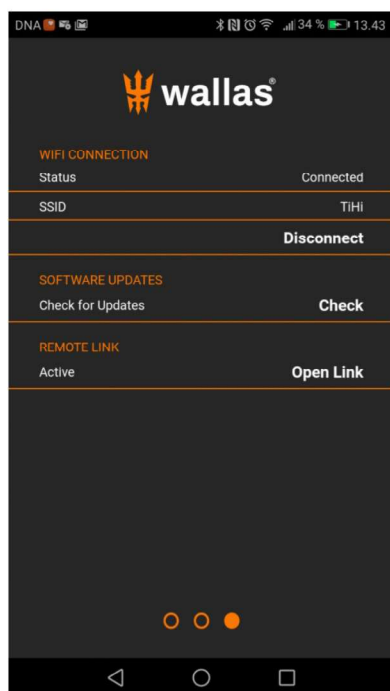 DNA 34 % 13.43
wallas®
WIFI CONNECTION
Status Connected
SSID TiHi
Disconnect
SOFTWARE UPDATES
Check for Updates Check
REMOTE LINK
Active Open Link